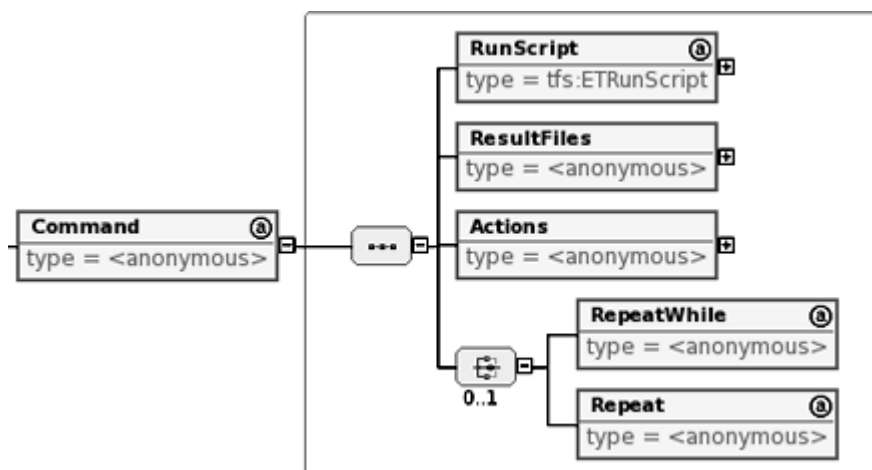 RunScript
type = tfs:ETRunScript
ResultFiles
type = <anonymous>
Command
type = <anonymous>
Actions
type = <anonymous>
RepeatWhile
type = <anonymous>
0..1
Repeat
type = <anonymous>